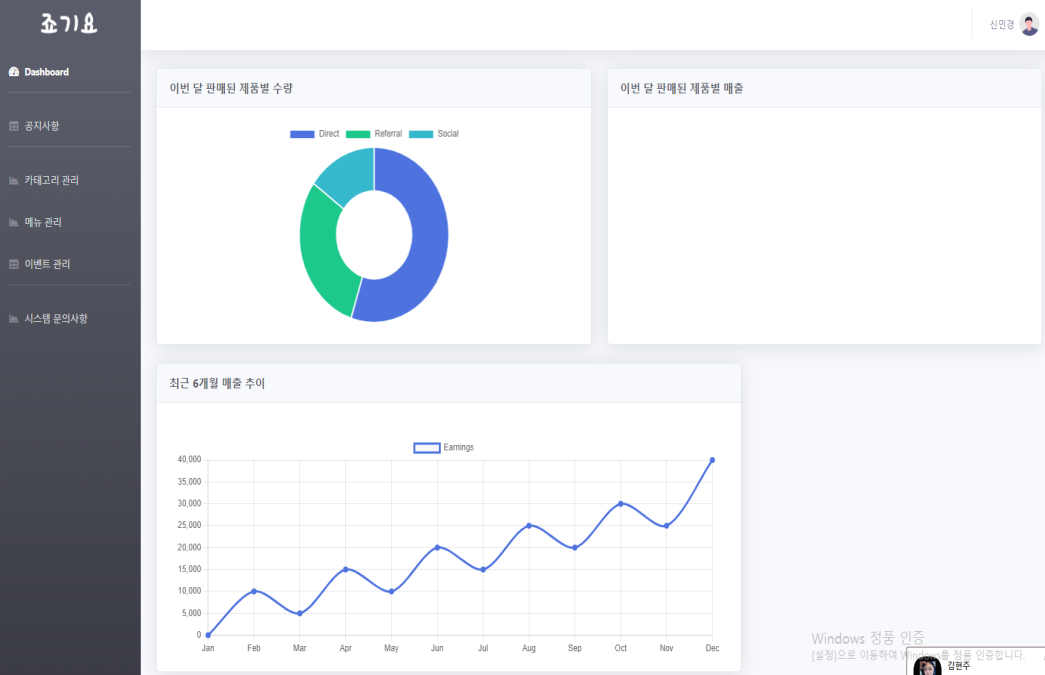 죠기요
신민경
Dashboard
공지사항
카테고리 관리
메뉴 관리
이벤트 관리
시스템 문의사항
이번 달 판매된 제품별 수량
Direct Referral Social
이번 달 판매된 제품별 매출
최근 6개월 매출 추이
Earnings
40,000
35,000
30,000
25,000
20,000
15,000
10,000
5,000
0
Jan Feb Mar Apr May Jun Jul Aug Sep Oct Nov Dec
Windows 정품 인증
[설정]으로 이동하여 Windows를 정품 인증합니다.
김현주